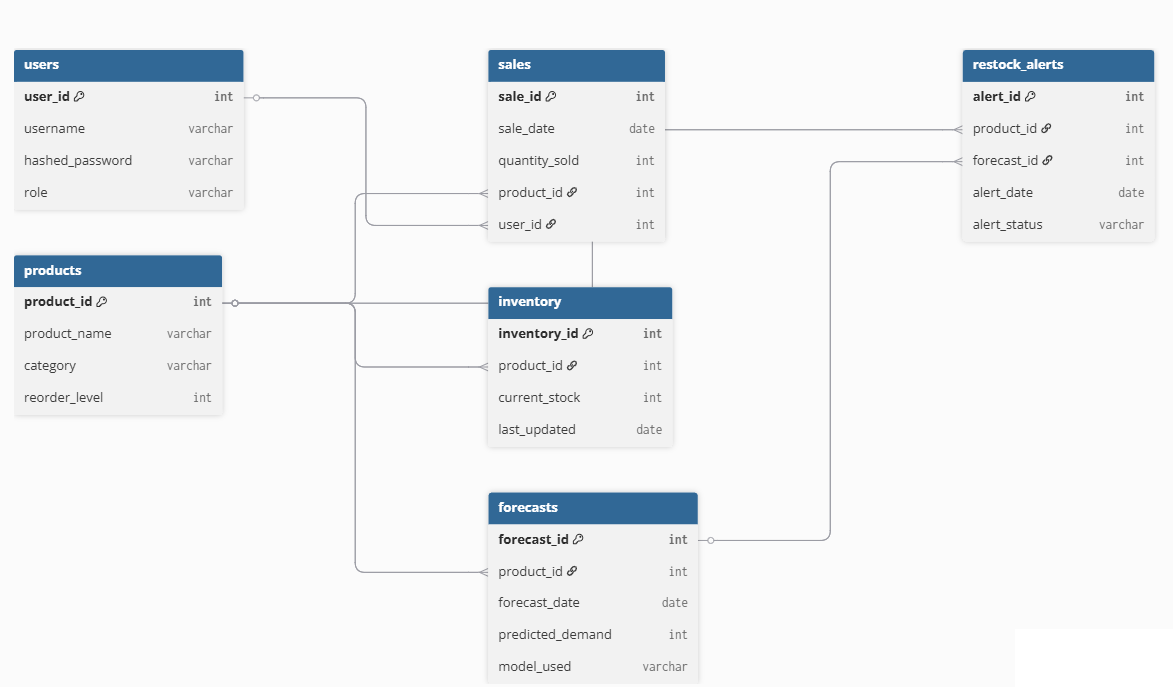 users
user_id int
username varchar
hashed_password varchar
role varchar
products
product_id int
product_name varchar
category varchar
reorder_level int
sales
sale_id int
sale_date date
quantity_sold int
product_id int
user_id int
inventory
inventory_id int
product_id int
current_stock int
last_updated date
forecasts
forecast_id int
product_id int
forecast_date date
predicted_demand int
model_used varchar
restock_alerts
alert_id int
product_id int
forecast_id int
alert_date date
alert_status varchar